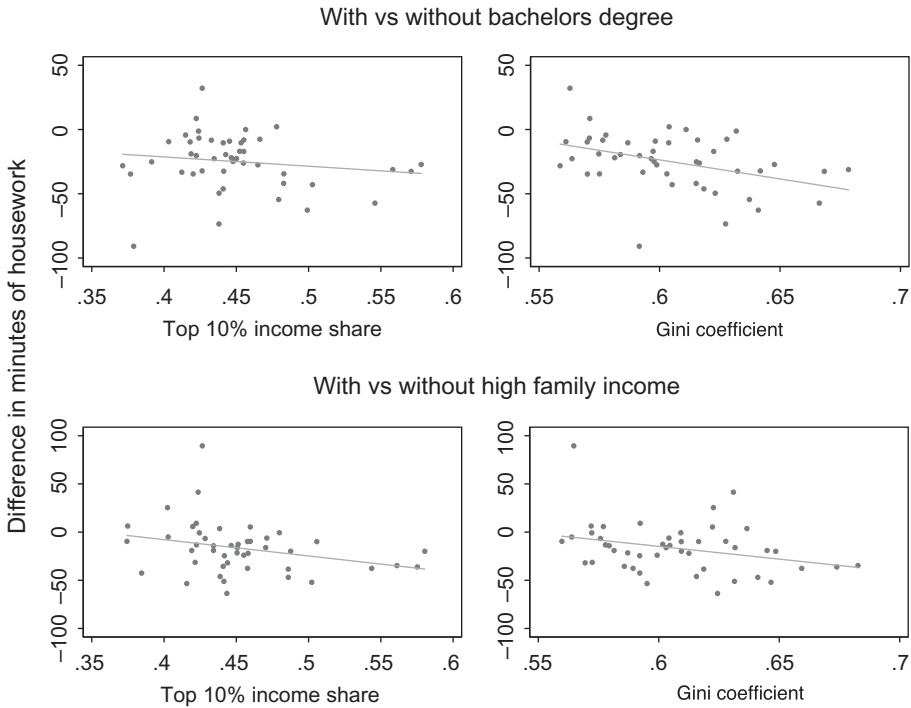 With vs without bachelors degree
Difference in minutes of housework
50
0
−50
−100
.35 .4 .45 .5 .55 .6
Top 10% income share
50
0
−50
−100
.55 .6 .65 .7
Gini coefficient
With vs without high family income
100
50
0
−50
−100
.35 .4 .45 .5 .55 .6
Top 10% income share
100
50
0
−50
−100
.55 .6 .65 .7
Gini coefficient